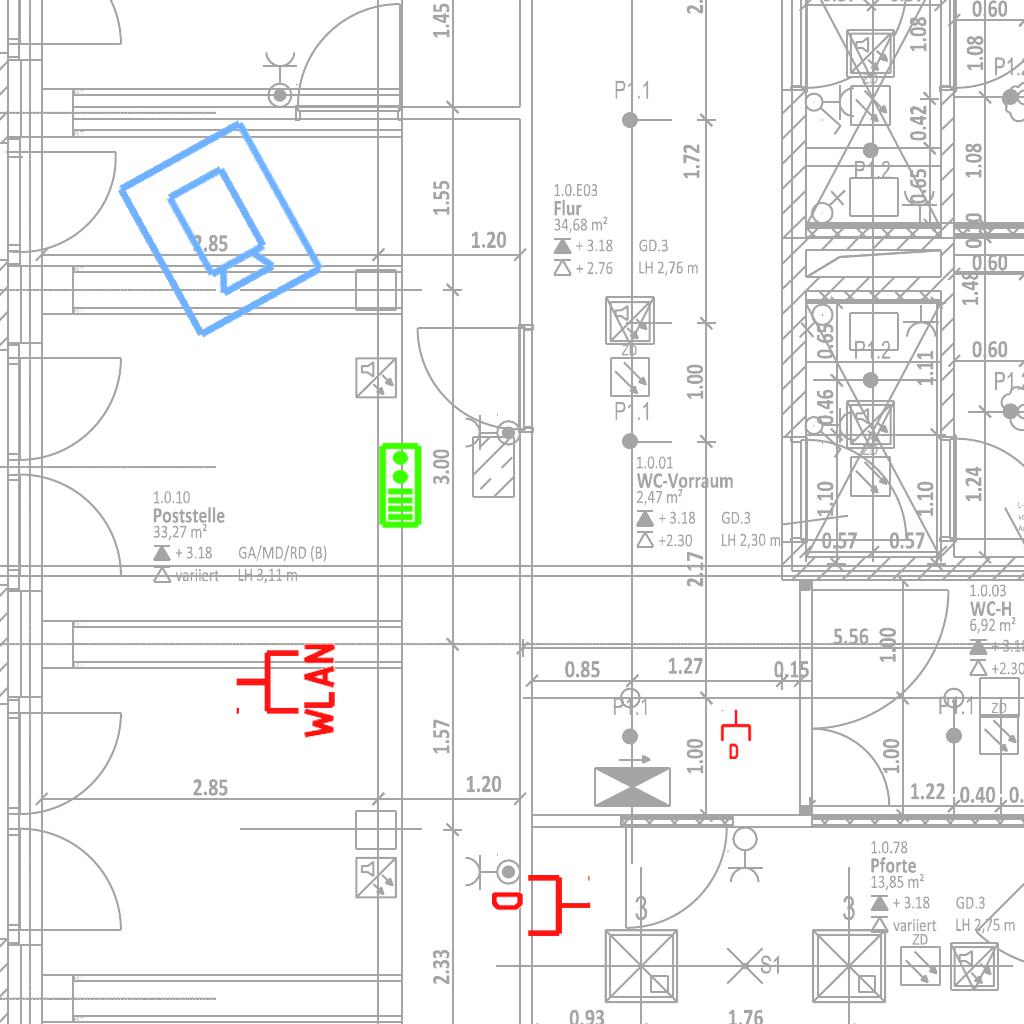 1.45
1.55
2.85
1.20
P1.1
1.72
1.0.E03
Flur
34,68 m²
+ 3.18 GD.3
+ 2.76 LH 2,76 m
ZD
1.00
P1.1
1.08
ZD
0.42
P1.2
0.65
0.60
1.08
1.08
0.60
1.48
0.65
P1.2
1.11
0.46
ZD
0.60
1.10
1.10
1.24
0.57 0.57
3.00
1.0.10
Poststelle
33,27 m²
+ 3.18 GA/MD/RD (B)
variiert LH 3,11 m
1.0.01
WC-Vorraum
2,47 m²
+ 3.18 GD.3
+2.30 LH 2,30 m
2.17
1.0.03
WC-H
6,92 m²
+ 3.18
+2.30
5.56
1.00
0.85
1.27
0.15
WLAN
P1.1
D
P1.1
ZD
1.57
1.00
1.00
2.85
1.20
1.22
0.40
1.0.78
Pforte
13,85 m²
+ 3.18 GD.3
variiert LH 2,75 m
D
3
3
ZD
S1
2.33
0.93
1.76